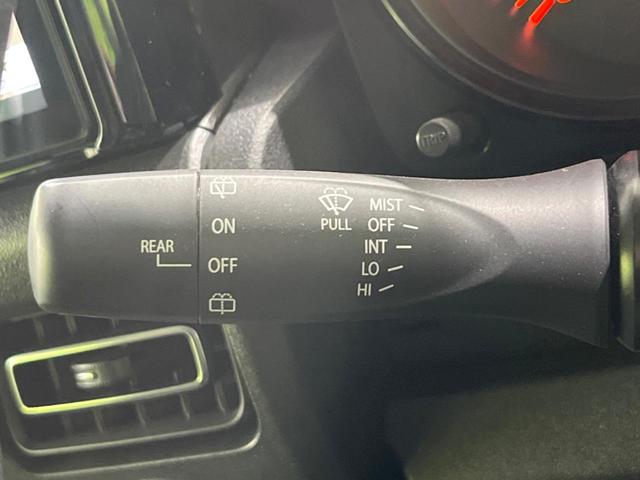 REAR
ON
OFF
PULL
MIST
OFF
INT
LO
HI
TRIP